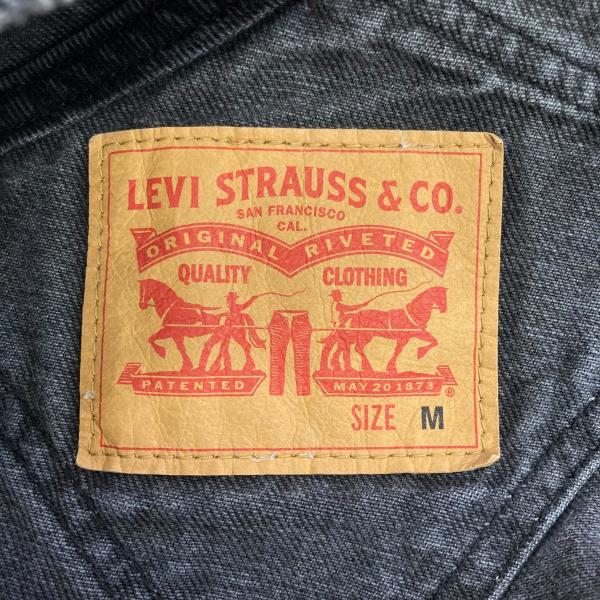 LEVI STRAUSS & CO.
SAN FRANCISCO
CAL.
ORIGINAL RIVETED
QUALITY CLOTHING
PATENTED MAY 20 1873 ®
SIZE M